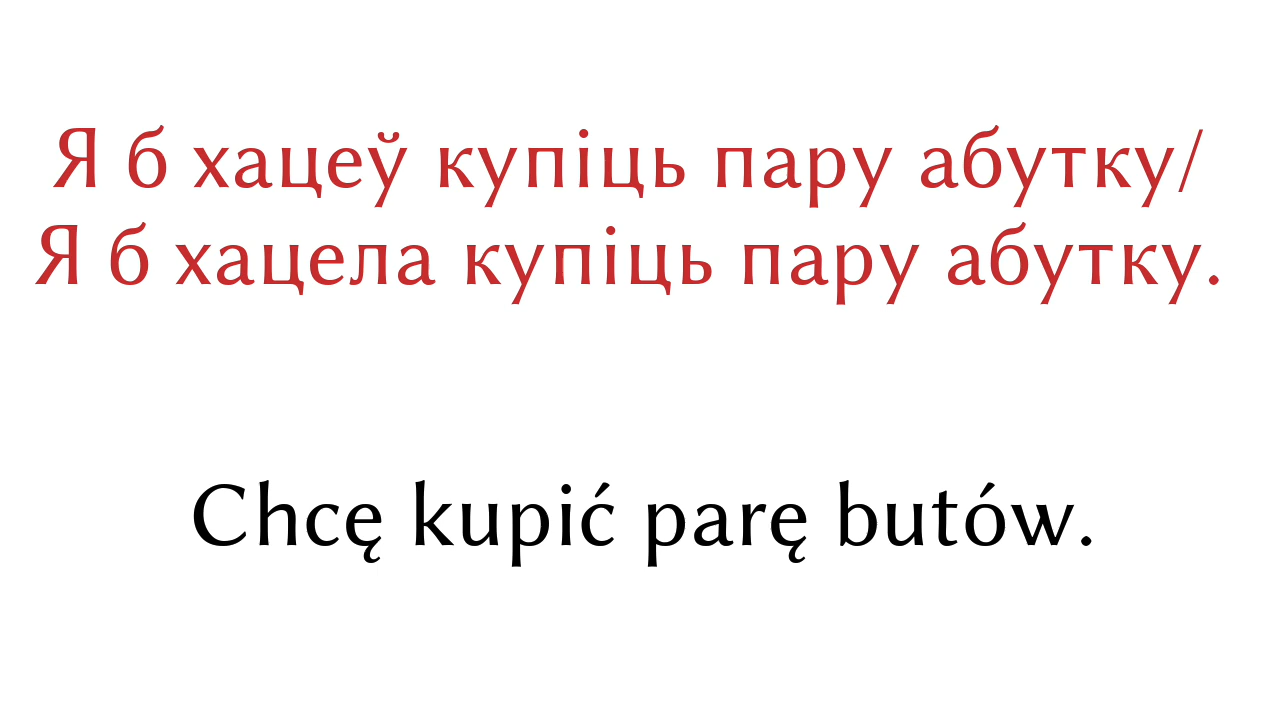 Я б хацеў купіць пару абутку/
Я б хацела купіць пару абутку.
Chcę kupić parę butów.